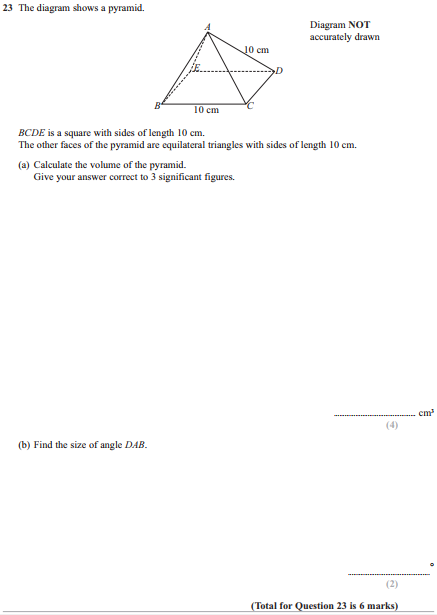 23 The diagram shows a pyramid.
Diagram NOT
accurately drawn
A
10 cm
E
D
B
C
10 cm
BCDE is a square with sides of length 10 cm.
The other faces of the pyramid are equilateral triangles with sides of length 10 cm.
(a) Calculate the volume of the pyramid.
Give your answer correct to 3 significant figures.
.......................................... cm³
(4)
(b) Find the size of angle DAB.
.......................................... °
(2)
(Total for Question 23 is 6 marks)